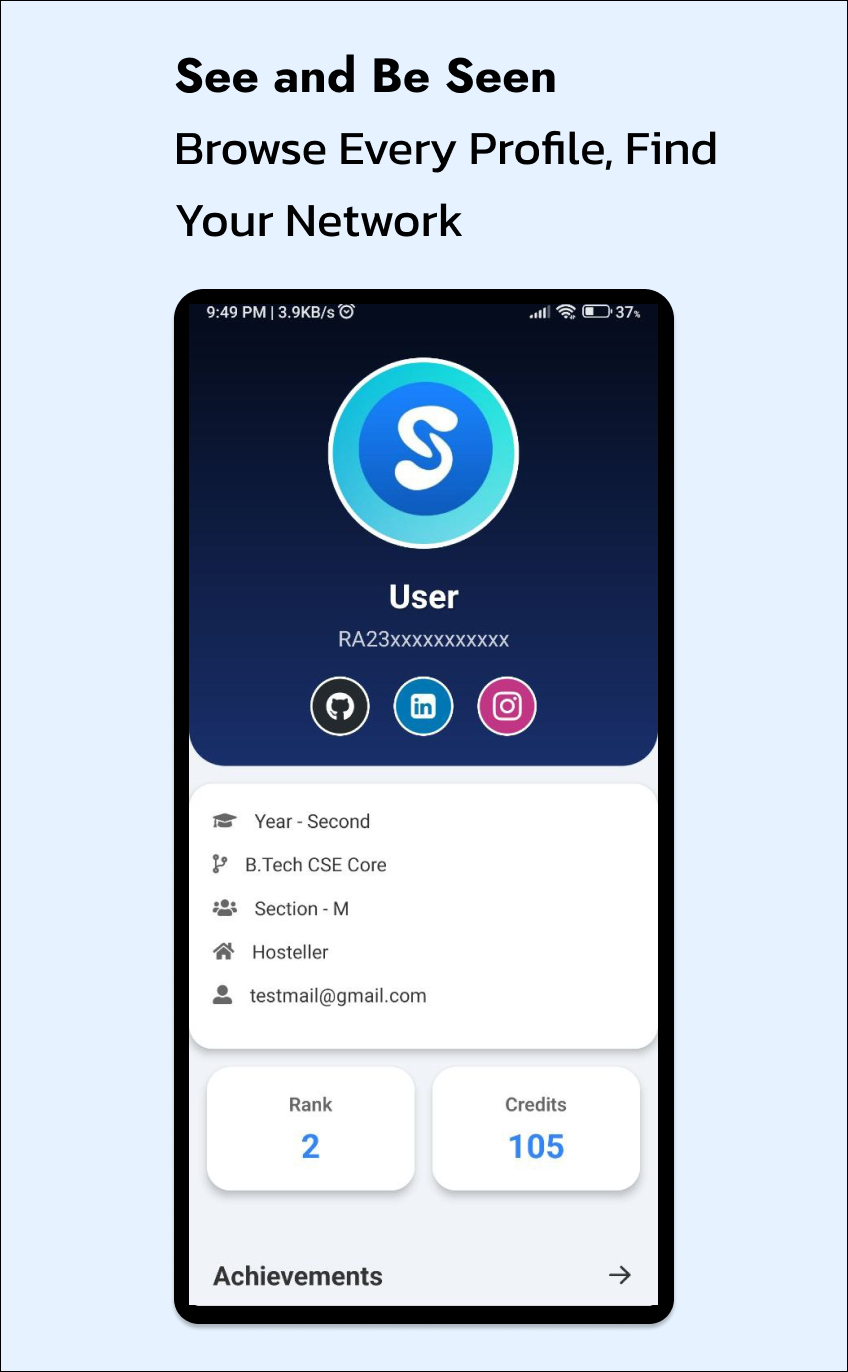 See and Be Seen
Browse Every Profile, Find
Your Network
9:49 PM | 3.9KB/s 37%
S
User
RA23xxxxxxxxxxx
in
Year - Second
B.Tech CSE Core
Section - M
Hosteller
testmail@gmail.com
Rank Credits
2 105
Achievements